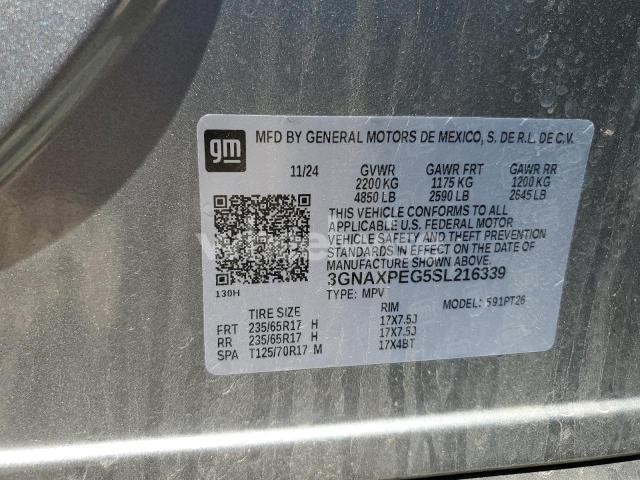 gm MFD BY GENERAL MOTORS DE MEXICO, S. DE R.L. DE C.V.
11/24 GVWR GAWR FRT GAWR RR
2200 KG 1175 KG 1200 KG
4850 LB 2590 LB 2645 LB
THIS VEHICLE CONFORMS TO ALL
APPLICABLE U.S. FEDERAL MOTOR
VEHICLE SAFETY AND THEFT PREVENTION
STANDARDS IN EFFECT ON THE DATE OF
MANUFACTURE SHOWN ABOVE.
3GNAXPEG5SL216339
130H TYPE: MPV MODEL: 591PT26
TIRE SIZE RIM
FRT 235/65R17 H 17X7.5J
RR 235/65R17 H 17X7.5J
SPA T125/70R17 M 17X4BT